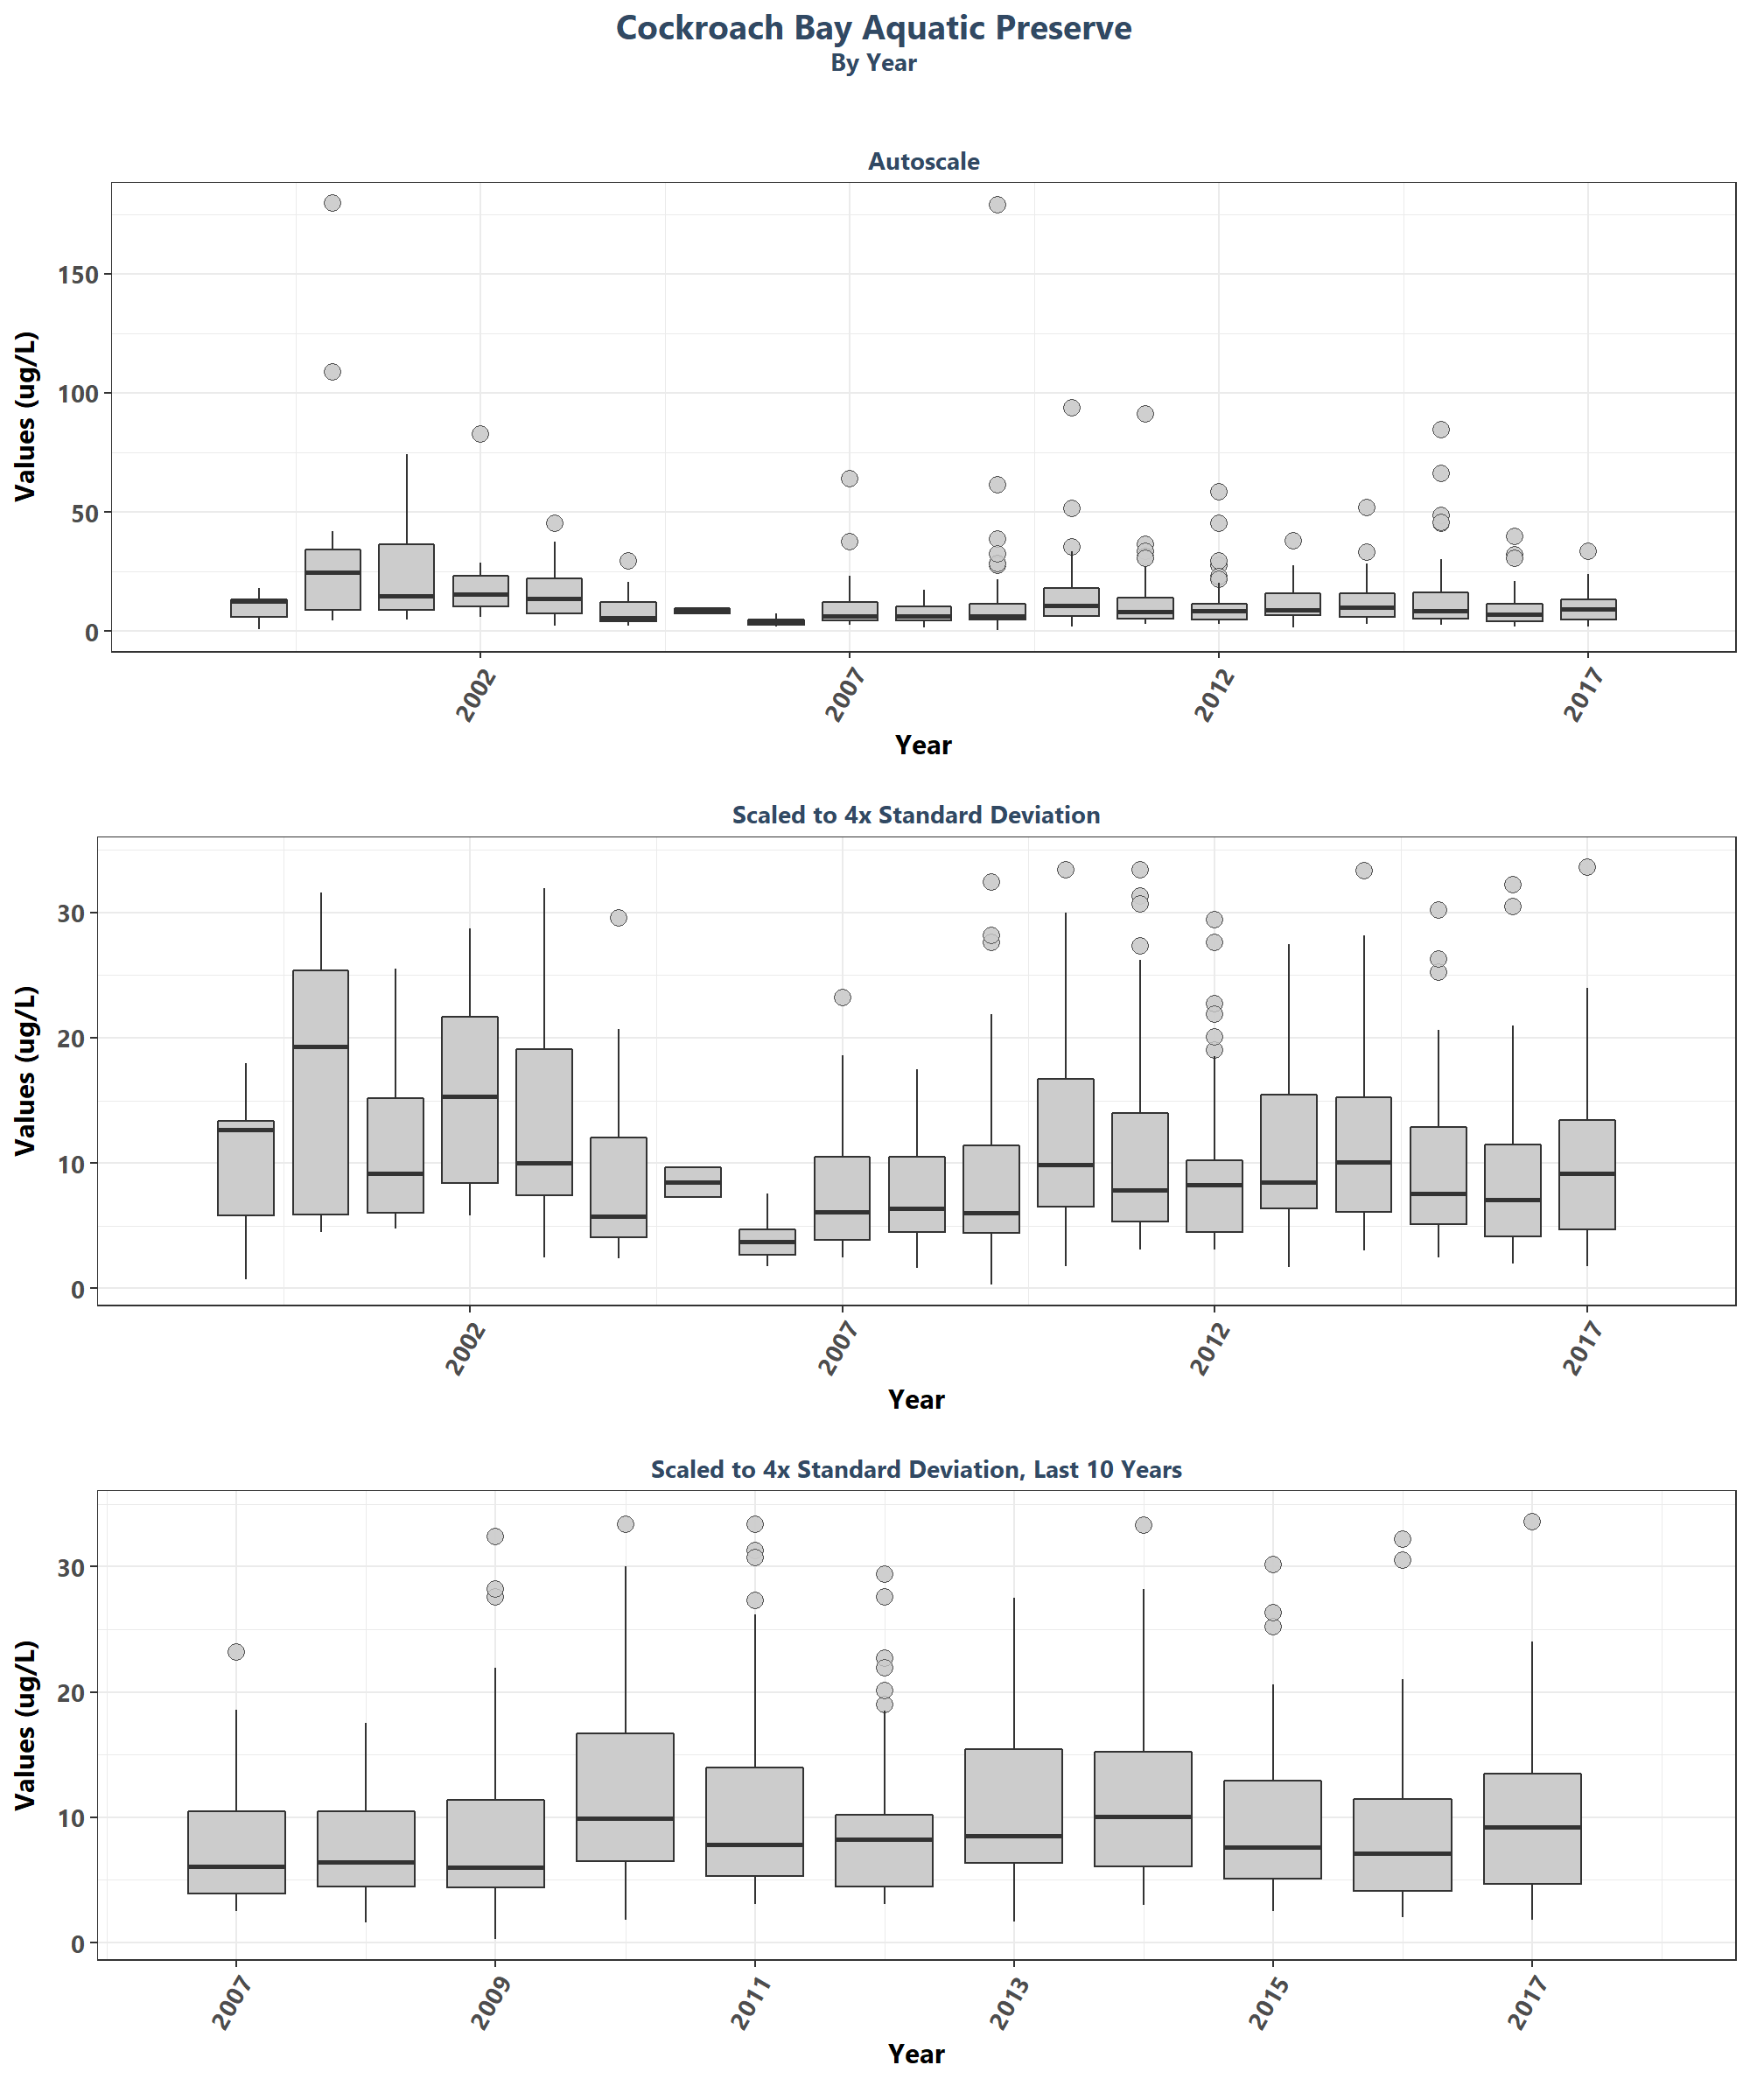 Cockroach Bay Aquatic Preserve
By Year
Autoscale
Values (ug/L)
150
100
50
0
2002
2007
2012
2017
Year
Scaled to 4x Standard Deviation
Values (ug/L)
30
20
10
0
2002
2007
2012
2017
Year
Scaled to 4x Standard Deviation, Last 10 Years
Values (ug/L)
30
20
10
0
2007
2009
2011
2013
2015
2017
Year